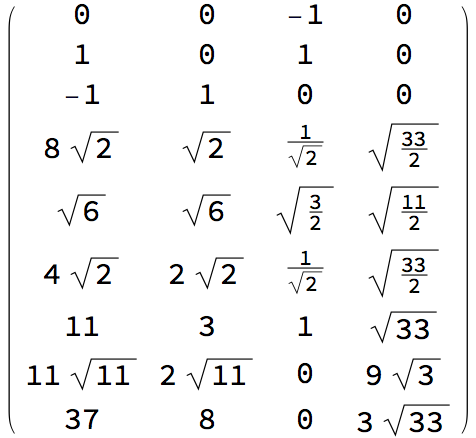 0 0 -1 0
1 0 1 0
-1 1 0 0
8 √2 √2 1/√2 √(33/2)
√6 √6 √(3/2) √(11/2)
4 √2 2 √2 1/√2 √(33/2)
11 3 1 √33
11 √11 2 √11 0 9 √3
37 8 0 3 √33